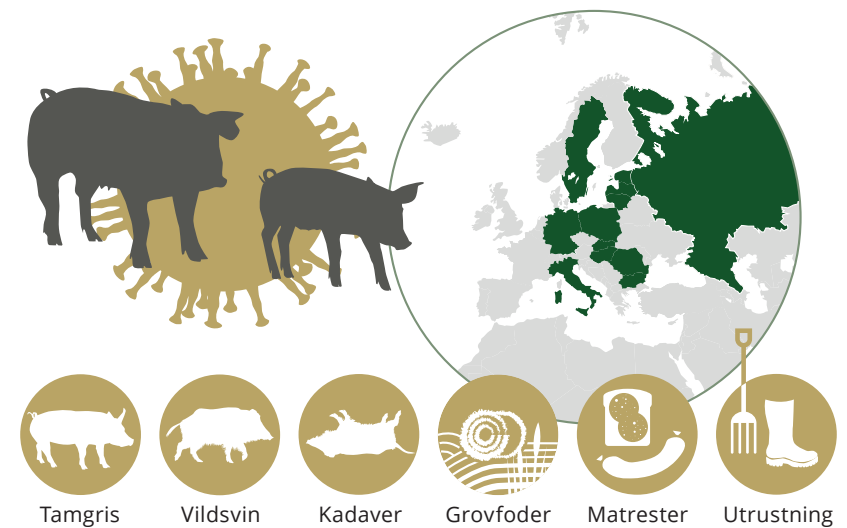 Tamgris
Vildsvin
Kadaver
Grovfoder
Matrester
Utrustning